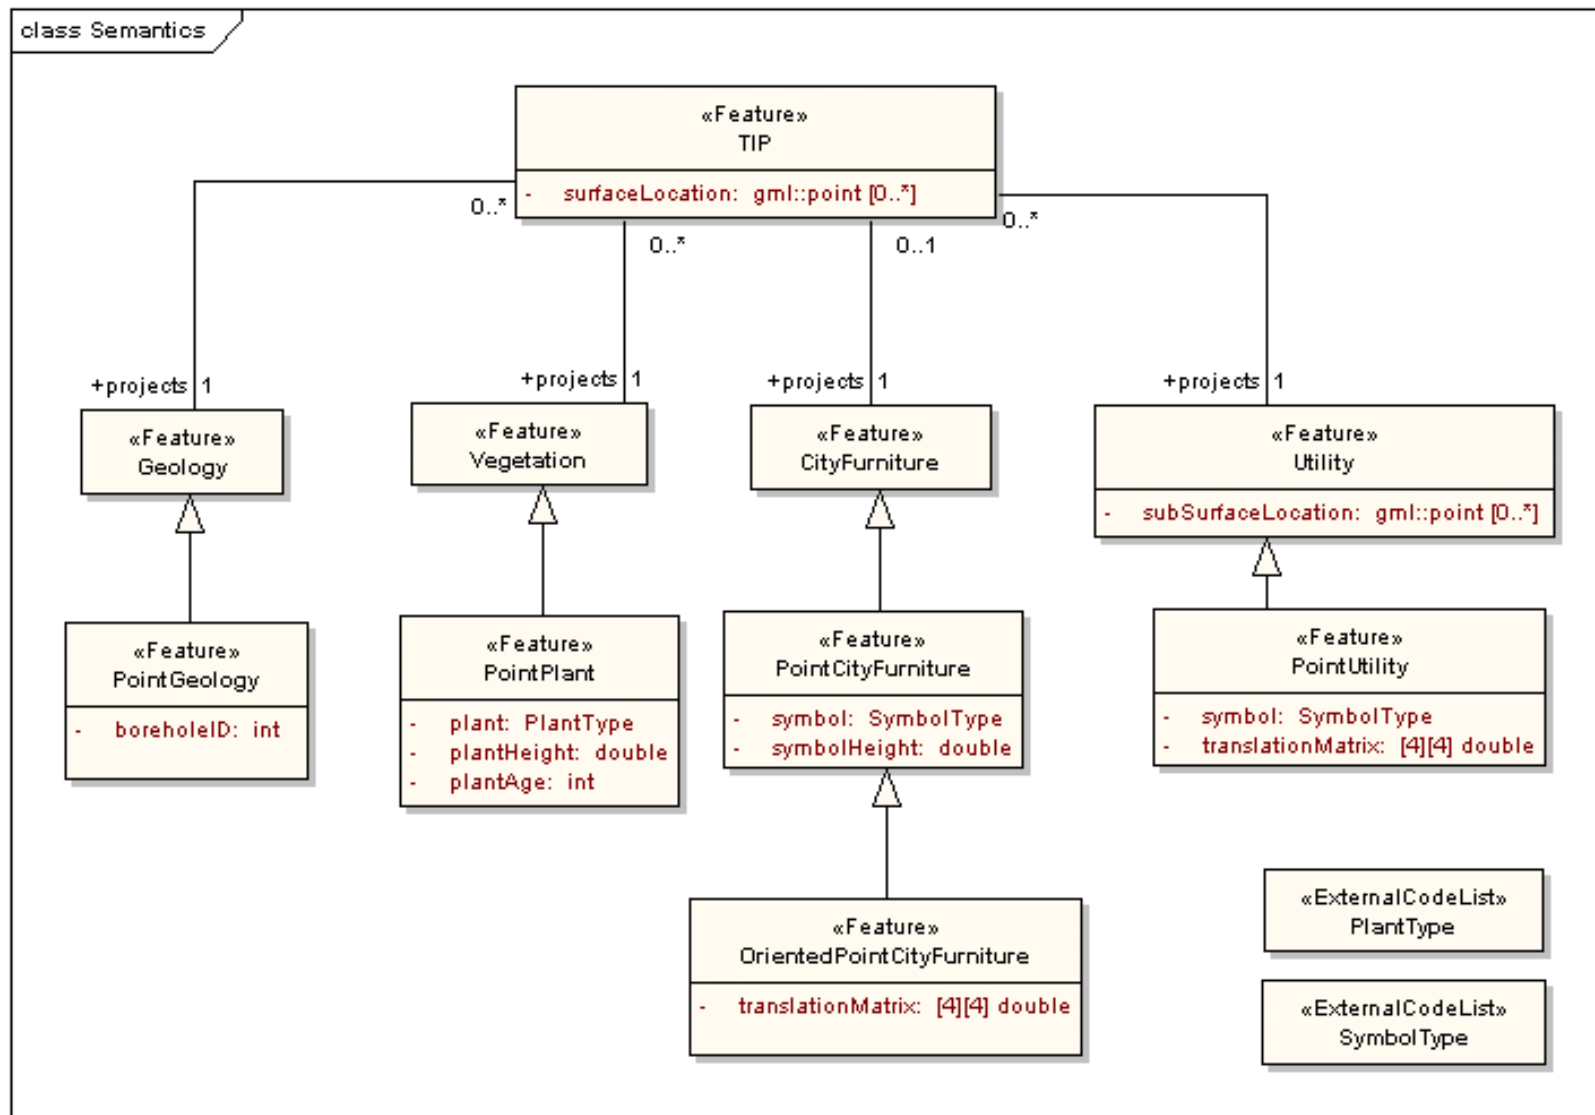 class Semantics
«Feature»
TIP
- surfaceLocation: gml::point [0..*]
0..*
0..*
0..1
0..*
+projects 1
+projects 1
+projects 1
+projects 1
«Feature»
Geology
«Feature»
Vegetation
«Feature»
CityFurniture
«Feature»
Utility
- subSurfaceLocation: gml::point [0..*]
«Feature»
PointGeology
- boreholeID: int
«Feature»
PointPlant
- plant: PlantType
- plantHeight: double
- plantAge: int
«Feature»
PointCityFurniture
- symbol: SymbolType
- symbolHeight: double
«Feature»
PointUtility
- symbol: SymbolType
- translationMatrix: [4][4] double
«Feature»
OrientedPointCityFurniture
- translationMatrix: [4][4] double
«ExternalCodeList»
PlantType
«ExternalCodeList»
SymbolType